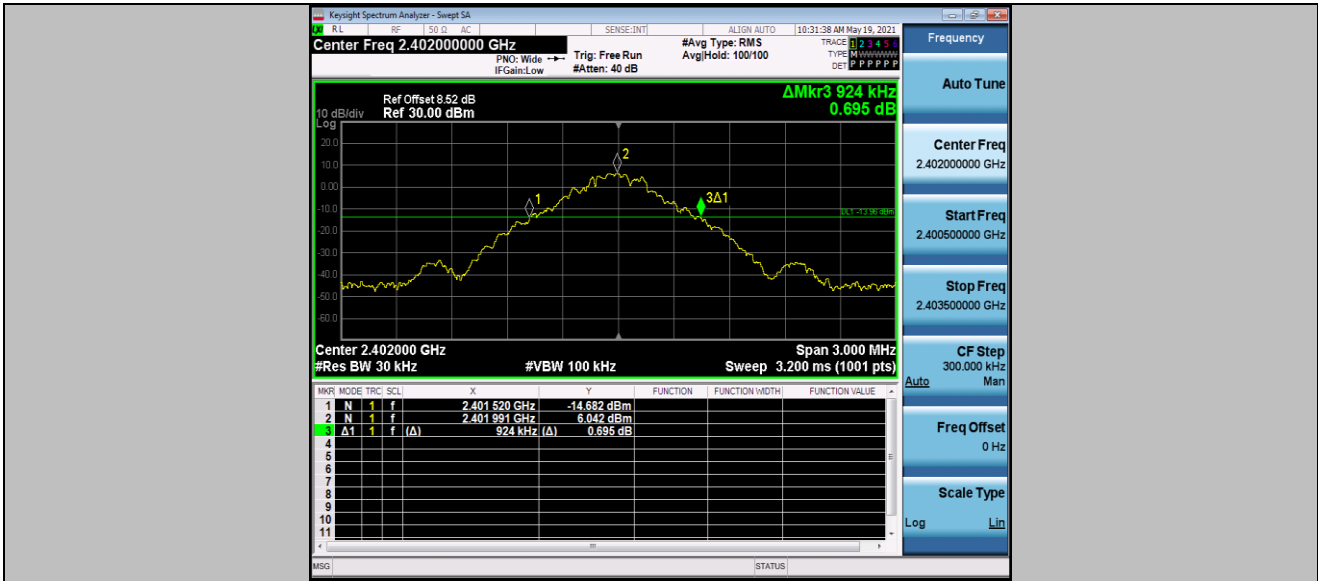 Keysight Spectrum Analyzer - Swept SA
RL RF 50 Ω AC SENSE:INT ALIGN AUTO 10:31:38 AM May 19, 2021
Center Freq 2.402000000 GHz
#Avg Type: RMS
TRACE 1 2 3 4 5 6
PNO: Wide Trig: Free Run
Avg|Hold: 100/100
TYPE M W W W W W
IFGain:Low #Atten: 40 dB
DET P P P P P P
Frequency
Auto Tune
Center Freq
2.402000000 GHz
Start Freq
2.400500000 GHz
Stop Freq
2.403500000 GHz
CF Step
300.000 kHz
Auto Man
Freq Offset
0 Hz
Scale Type
Log Lin
ΔMkr3 924 kHz
0.695 dB
Ref Offset 8.52 dB
10 dB/div Ref 30.00 dBm
Log
20.0
10.0
0.00
-10.0
-20.0
-30.0
-40.0
-50.0
-60.0
1
2
3Δ1
DL1 -13.96 dBm
Center 2.402000 GHz Span 3.000 MHz
#Res BW 30 kHz #VBW 100 kHz Sweep 3.200 ms (1001 pts)
MKR MODE TRC SCL X Y FUNCTION FUNCTION WIDTH FUNCTION VALUE
1 N 1 f 2.401 520 GHz -14.682 dBm
2 N 1 f 2.401 991 GHz 6.042 dBm
3 Δ1 1 f (Δ) 924 kHz (Δ) 0.695 dB
4
5
6
7
8
9
10
11
MSG STATUS